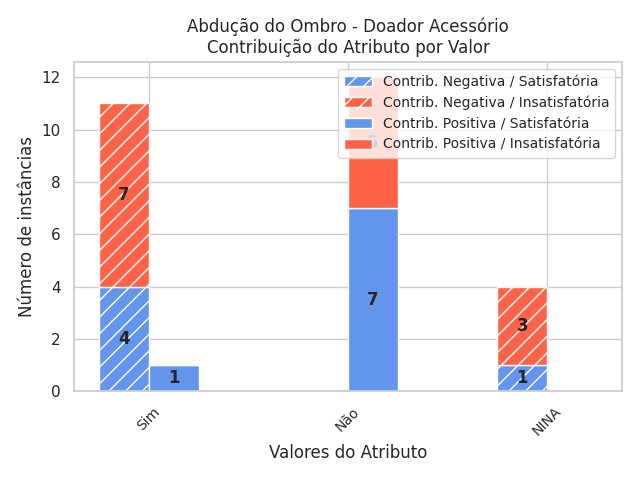 Abdução do Ombro - Doador Acessório
Contribuição do Atributo por Valor
Contrib. Negativa / Satisfatória
Contrib. Negativa / Insatisfatória
Contrib. Positiva / Satisfatória
Contrib. Positiva / Insatisfatória
Número de instâncias
12
10
8
6
4
2
0
7
4
1
5
7
3
1
Sim
Não
NINA
Valores do Atributo